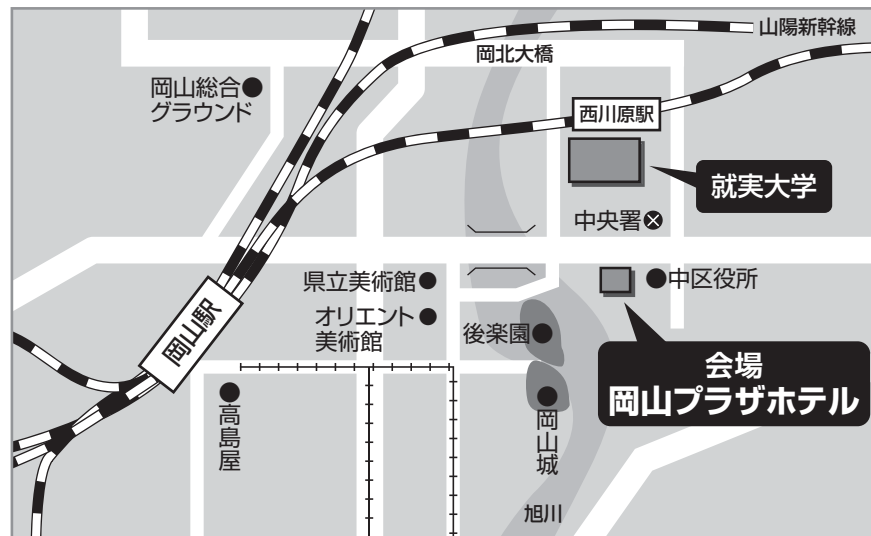 山陽新幹線
岡北大橋
岡山総合
グラウンド
西川原駅
就実大学
中央署
県立美術館
中区役所
オリエント
美術館
後楽園
岡山駅
会場
岡山プラザホテル
高島屋
岡山城
旭川